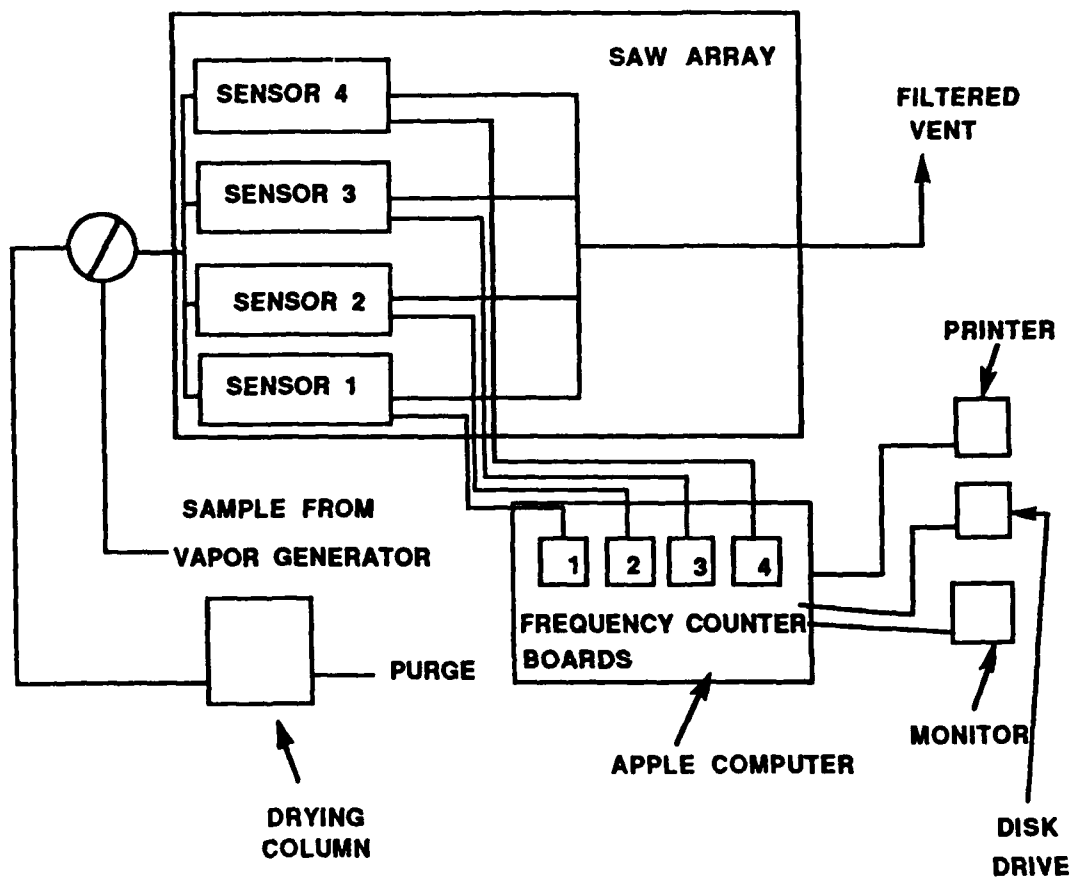 SAW ARRAY
SENSOR 4
FILTERED
VENT
SENSOR 3
SENSOR 2
PRINTER
SENSOR 1
SAMPLE FROM
VAPOR GENERATOR
1 2 3 4
FREQUENCY COUNTER
BOARDS
PURGE
MONITOR
APPLE COMPUTER
DRYING
COLUMN
DISK
DRIVE